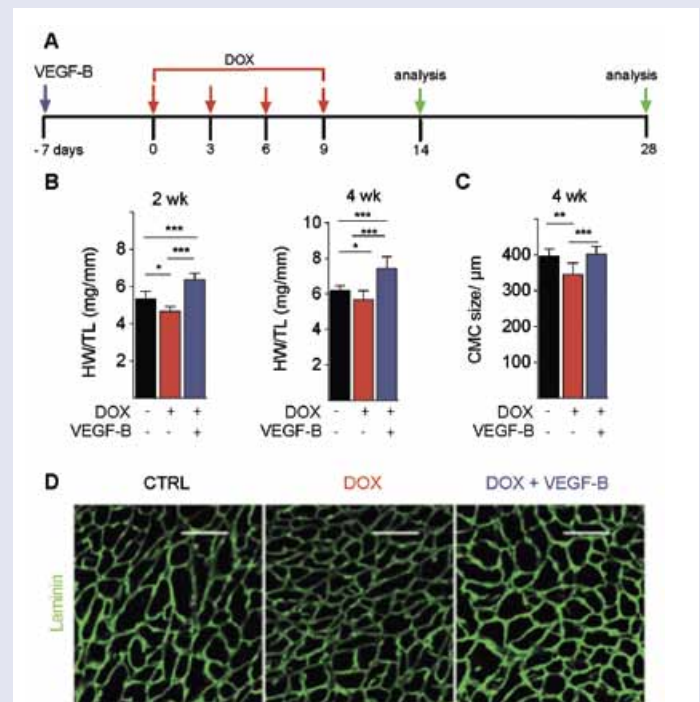 A
VEGF-B DOX analysis analysis
- 7 days 0 3 6 9 14 28
B
2 wk
HW/TL (mg/mm)
8
6
4
2
***
* ***
DOX - + +
VEGF-B - - +
4 wk
HW/TL (mg/mm)
10
8
6
4
2
***
***
*
DOX - + +
VEGF-B - - +
C
4 wk
CMC size/ µm
400
300
200
100
**
***
DOX - + +
VEGF-B - - +
D
CTRL DOX DOX + VEGF-B
Laminin